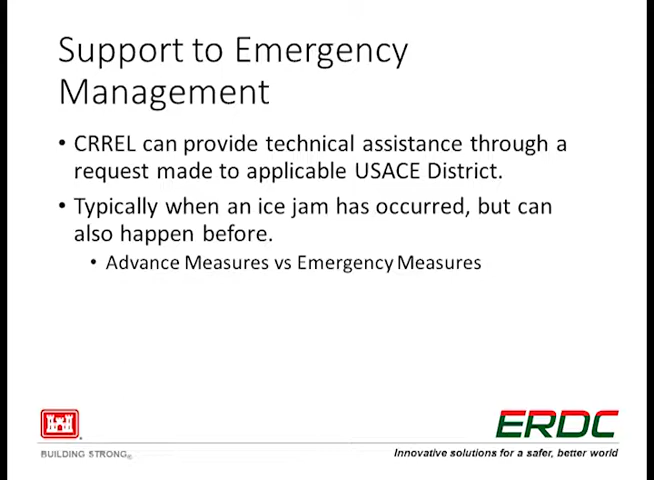 Support to Emergency
Management
• CRREL can provide technical assistance through a
request made to applicable USACE District.
• Typically when an ice jam has occurred, but can
also happen before.
• Advance Measures vs Emergency Measures
ERDC
BUILDING STRONG®
Innovative solutions for a safer, better world